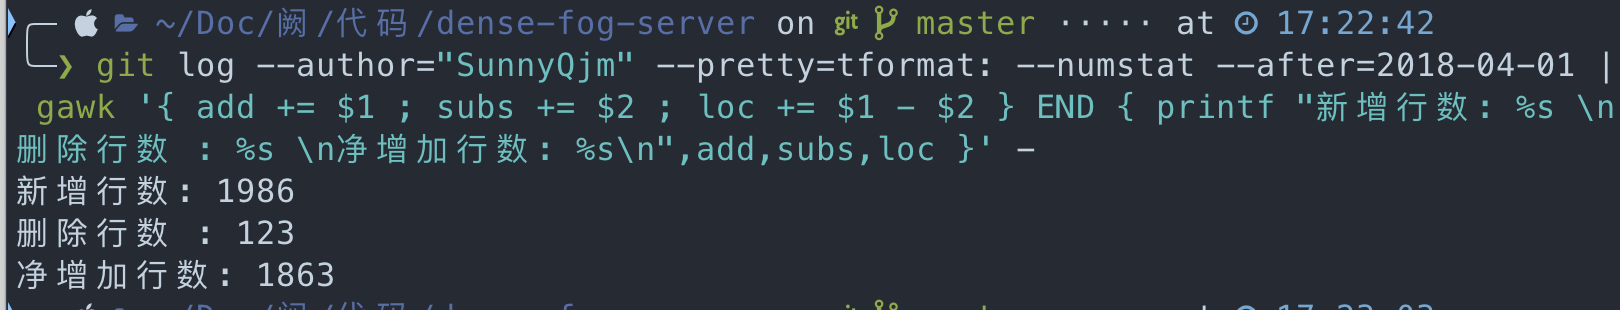 ~/Doc/阙/代码/dense-fog-server on git master ····· at 17:22:42
❯ git log --author="SunnyQjm" --pretty=tformat: --numstat --after=2018-04-01 |
gawk '{ add += $1 ; subs += $2 ; loc += $1 - $2 } END { printf "新增行数: %s \n
删除行数 : %s \n净增加行数: %s\n",add,subs,loc }' -
新增行数: 1986
删除行数 : 123
净增加行数: 1863